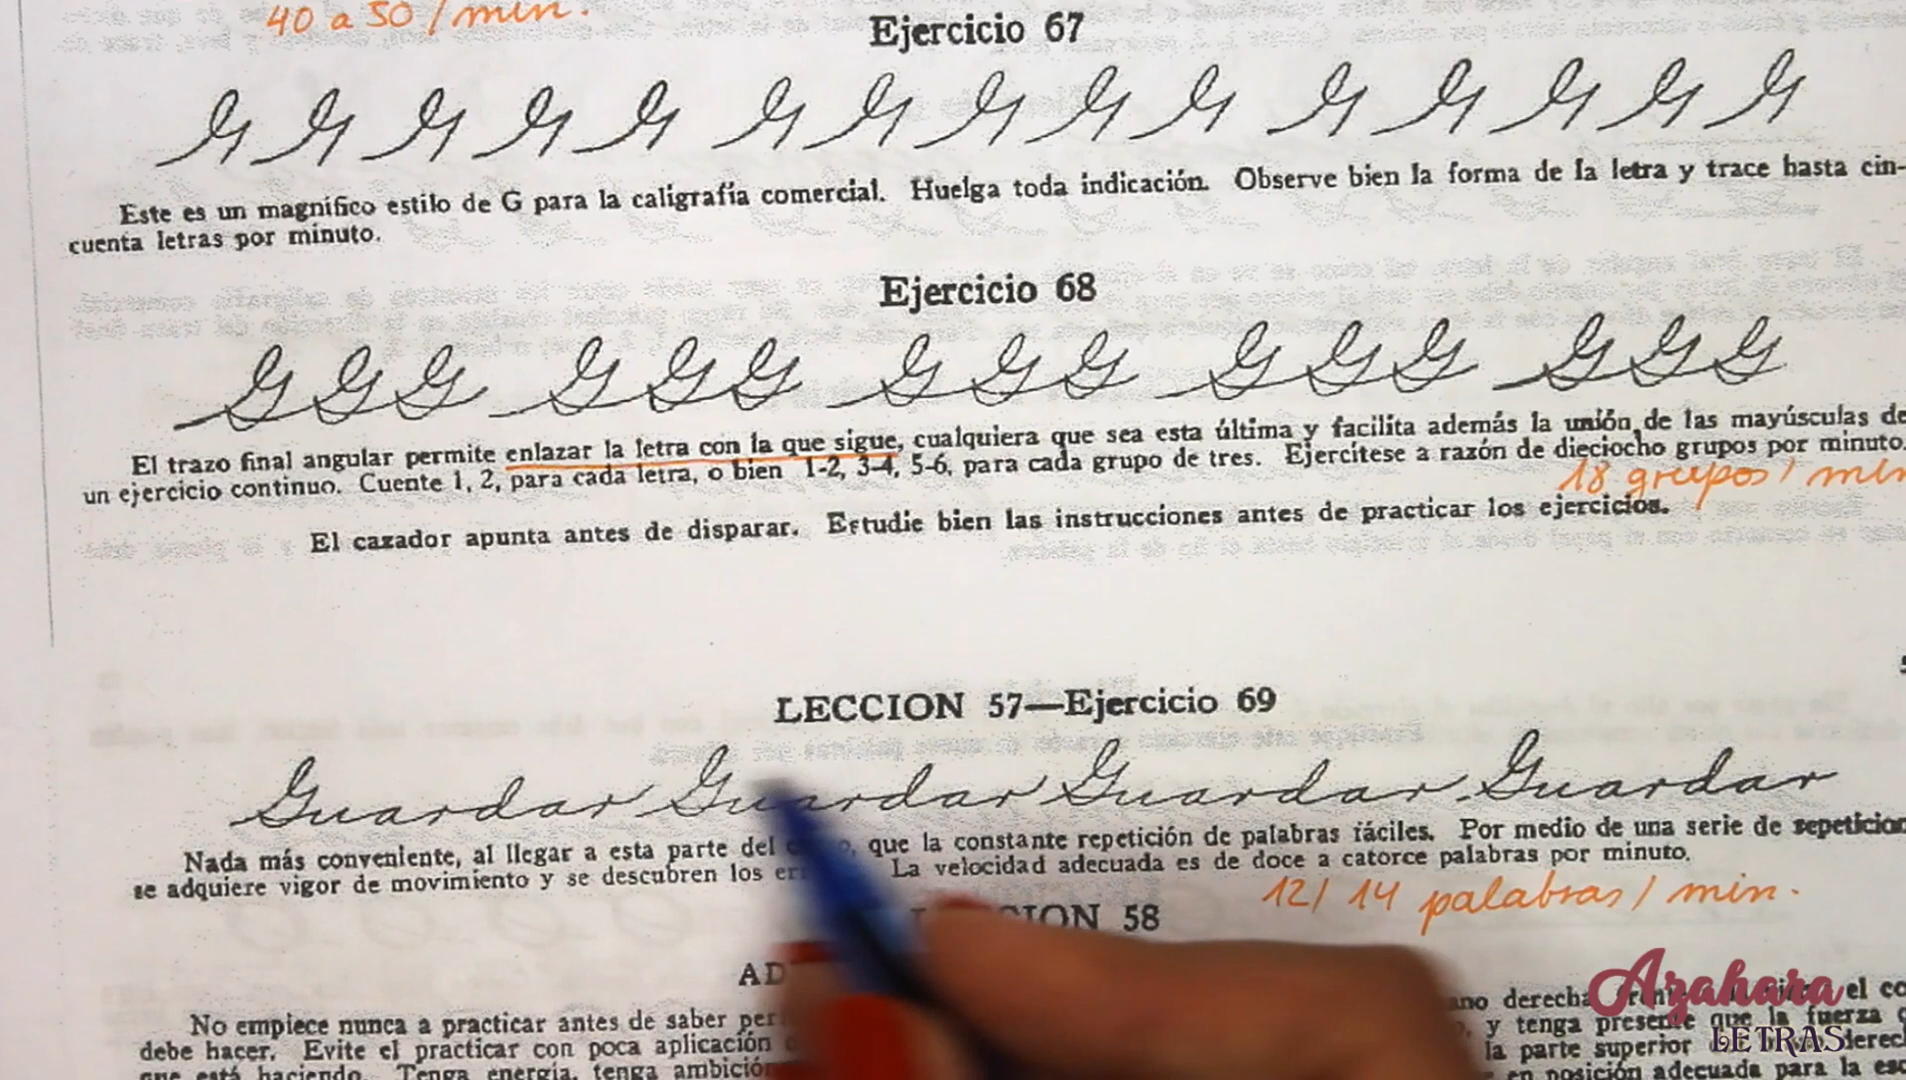 40 a 50 / min.
Ejercicio 67
G G G G G G G G G G G G G G G
Este es un magnífico estilo de G para la caligrafía comercial. Huelga toda indicación. Observe bien la forma de la letra y trace hasta cin-
cuenta letras por minuto.
Ejercicio 68
GGG GGG GGG GGG GGG
El trazo final angular permite enlazar la letra con la que sigue, cualquiera que sea esta última y facilita además la unión de las mayúsculas de
un ejercicio continuo. Cuente 1, 2, para cada letra, o bien 1-2, 3-4, 5-6, para cada grupo de tres. Ejercítese a razón de dieciocho grupos por minuto.
18 grupos / min
El cazador apunta antes de disparar. Estudie bien las instrucciones antes de practicar los ejercicios.
LECCION 57—Ejercicio 69
Guardar Guardar Guardar Guardar
Nada más conveniente, al llegar a esta parte del que la constante repetición de palabras fáciles. Por medio de una serie de repeticion
se adquiere vigor de movimiento y se descubren los La velocidad adecuada es de doce a catorce palabras por minuto.
12 / 14 palabras / min.
58
AD
No empiece nunca a practicar antes de saber derecha el
debe hacer. Evite el practicar con poca aplicación y tenga presente que la fuerza
que está haciendo. Tenga energía, tenga ambición la parte superior
en posición adecuada para la
Azahara
LETRAS